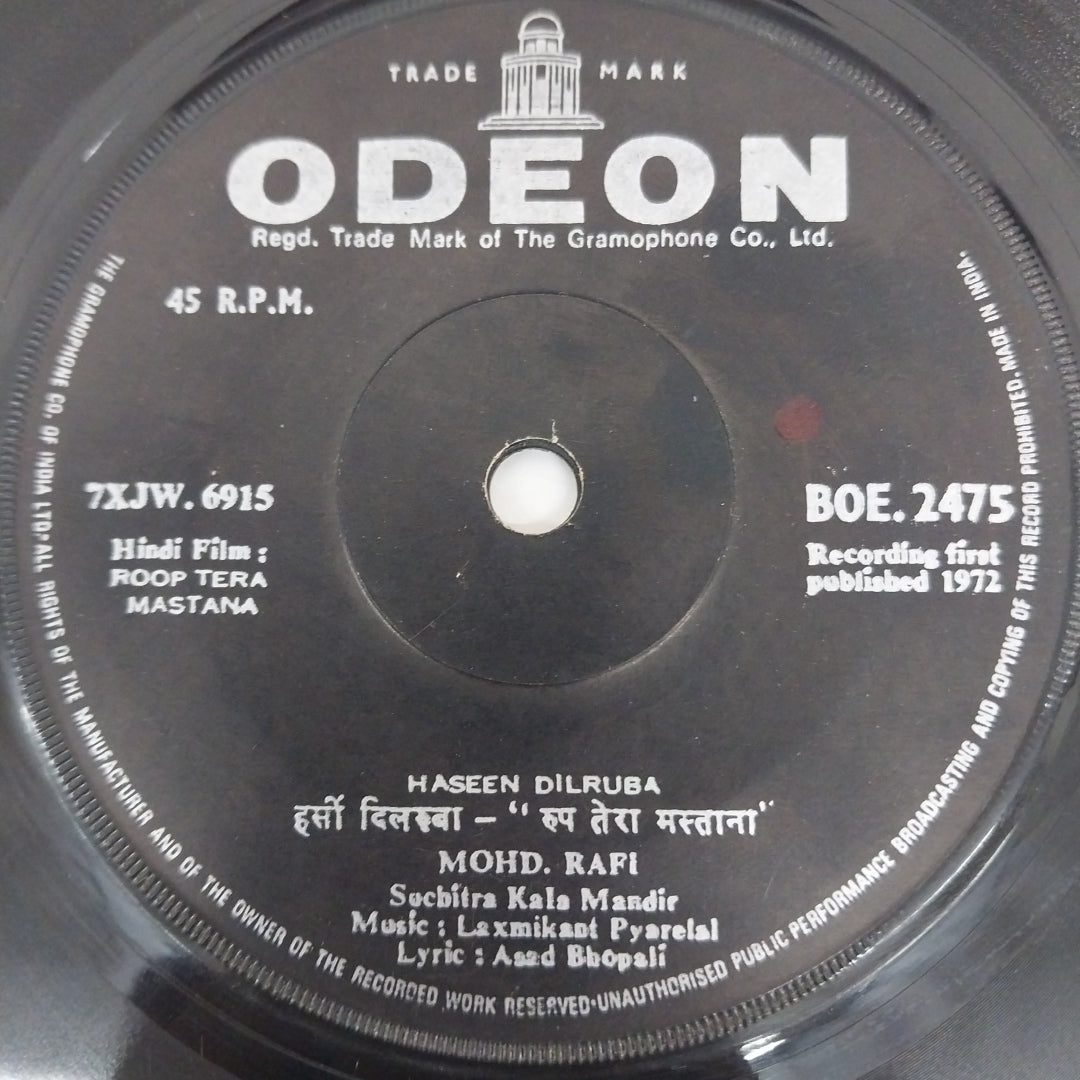 TRADE MARK
ODEON
Regd. Trade Mark of The Gramophone Co., Ltd.
45 R.P.M.
7XJW. 6915
Hindi Film :
ROOP TERA
MASTANA
BOE. 2475
Recording first
published 1972
HASEEN DILRUBA
हसीं दिलरुबा – “ रुप तेरा मस्ताना”
MOHD. RAFI
Suchitra Kala Mandir
Music : Laxmikant Pyarelal
Lyric : Asad Bhopali
THE GRAMOPHONE CO. OF INDIA LTD·ALL RIGHTS OF THE MANUFACTURER AND OF THE OWNER OF THE RECORDED WORK RESERVED·UNAUTHORISED PUBLIC PERFORMANCE BROADCASTING AND COPYING OF THIS RECORD PROHIBITED. MADE IN INDIA.